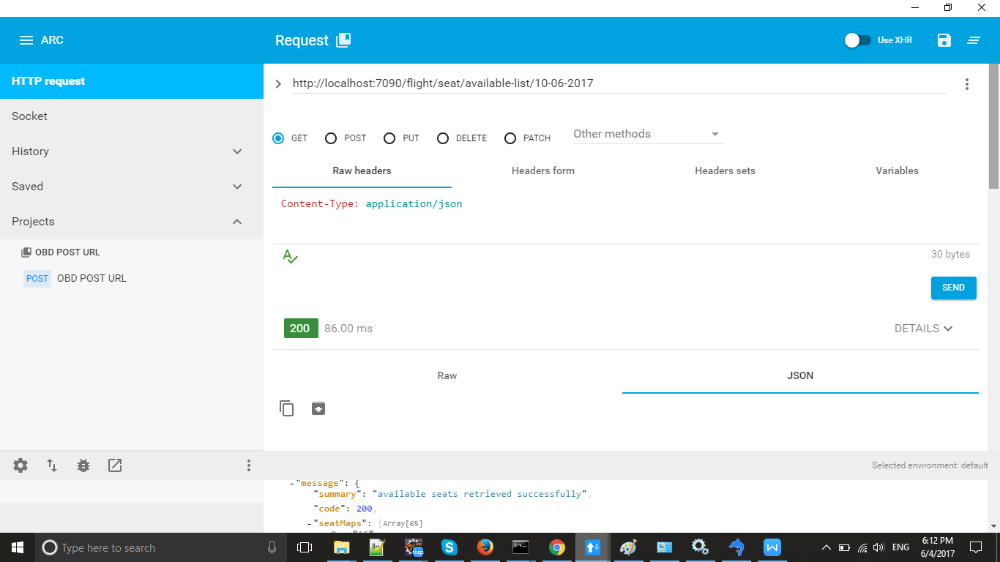 ARC
Request
Use XHR
HTTP request
http://localhost:7090/flight/seat/available-list/10-06-2017
Socket
GET
POST
PUT
DELETE
PATCH
Other methods
History
Raw headers
Headers form
Headers sets
Variables
Saved
Content-Type: application/json
Projects
OBD POST URL
30 bytes
POST OBD POST URL
SEND
200 86.00 ms
DETAILS
Raw
JSON
Selected environment: default
-"message": {
"summary": "available seats retrieved successfully",
"code": 200,
-"seatMaps": [Array[65]
Type here to search
ENG
6:12 PM
6/4/2017